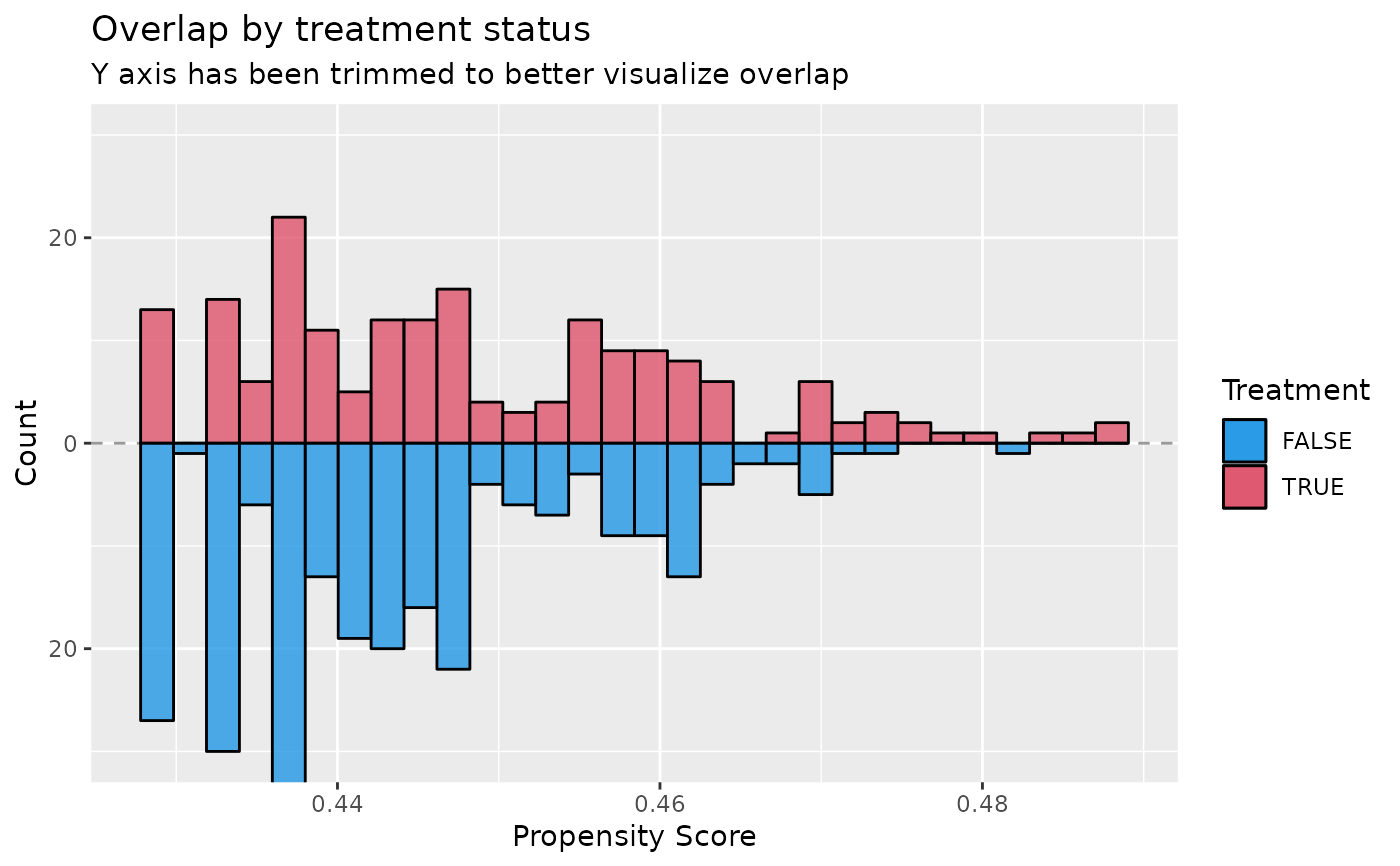 Overlap by treatment status
Y axis has been trimmed to better visualize overlap
20
0
20
Count
0.44
0.46
0.48
Propensity Score
Treatment
FALSE
TRUE